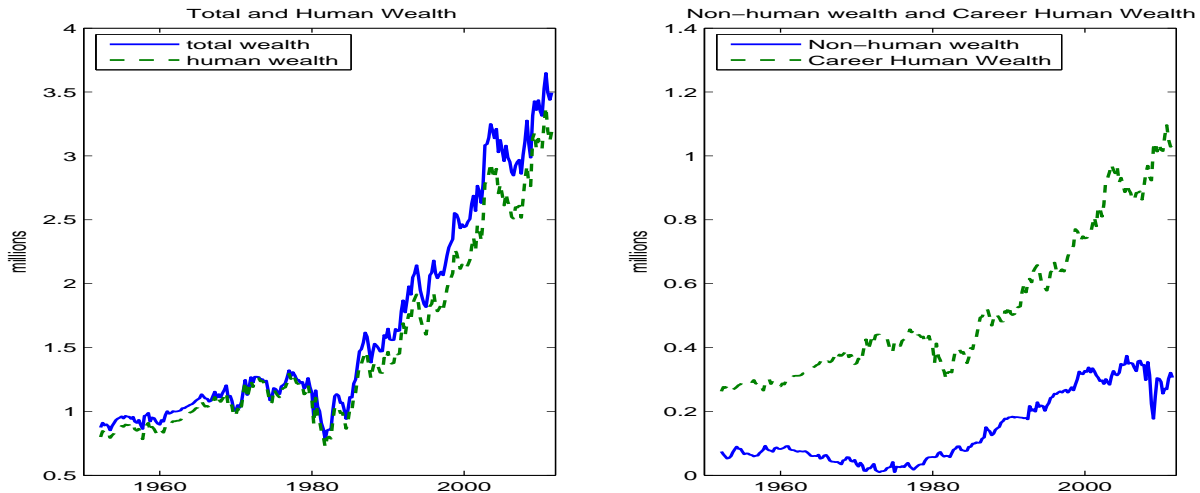 Total and Human Wealth
total wealth
human wealth
millions
4
3.5
3
2.5
2
1.5
1
0.5
1960
1980
2000
Non−human wealth and Career Human Wealth
Non−human wealth
Career Human Wealth
millions
1.4
1.2
1
0.8
0.6
0.4
0.2
0
1960
1980
2000